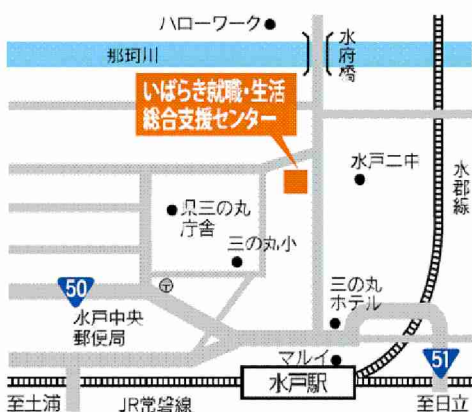 ハローワーク
水府橋
那珂川
いばらき就職・生活
総合支援センター
水戸二中
水郡線
県三の丸
庁舎
三の丸小
50
水戸中央
郵便局
三の丸
ホテル
マルイ
51
水戸駅
至土浦
JR常磐線
至日立